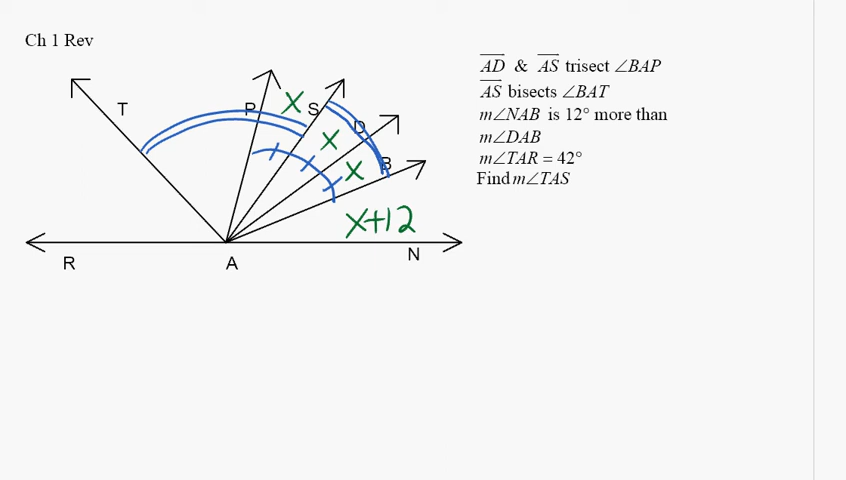 Ch 1 Rev
AD & AS trisect ∠BAP
AS bisects ∠BAT
m∠NAB is 12° more than
m∠DAB
m∠TAR = 42°
Find m∠TAS
T
P
X
S
D
X
B
X
X+12
R
A
N